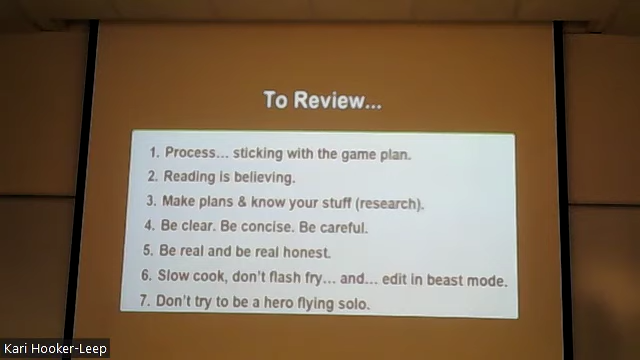 To Review...
1. Process... sticking with the game plan.
2. Reading is believing.
3. Make plans & know your stuff (research).
4. Be clear. Be concise. Be careful.
5. Be real and be real honest.
6. Slow cook, don't flash fry... and... edit in beast mode.
7. Don't try to be a hero flying solo.
Kari Hooker-Leep